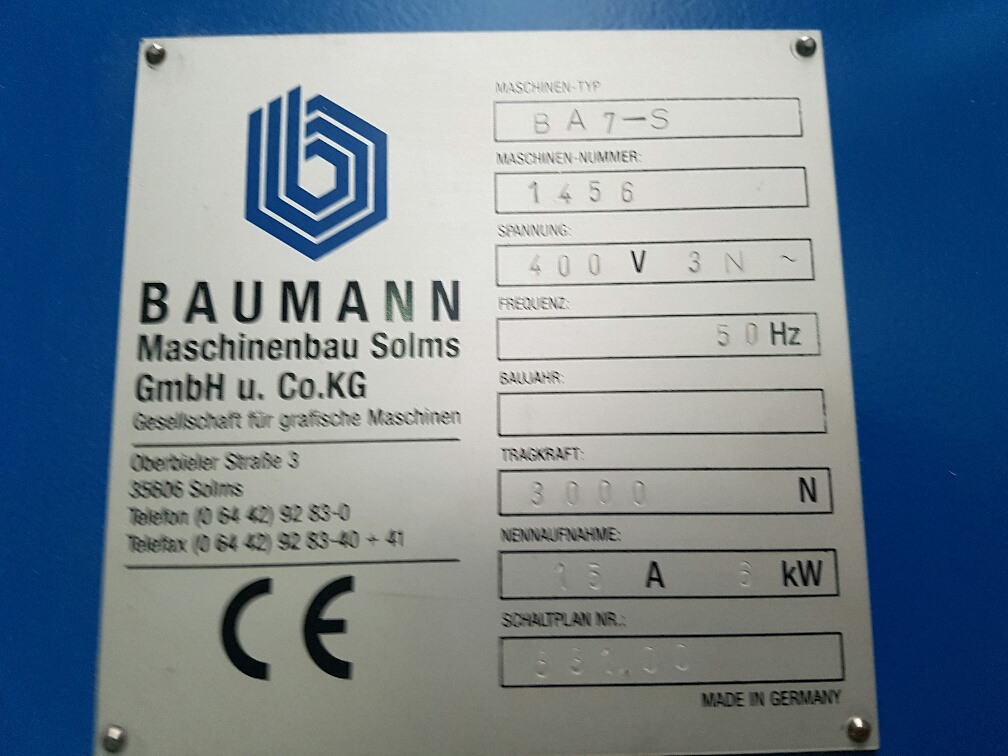 BAUMANN
Maschinenbau Solms
GmbH u. Co.KG
Gesellschaft für grafische Maschinen
Oberbieler Straße 3
35606 Solms
Telefon (0 64 42) 92 83-0
Telefax (0 64 42) 92 83-40 + 41
CE
MASCHINEN-TYP
BA7-S
MASCHINEN-NUMMER:
1456
SPANNUNG:
400 V 3N ~
FREQUENZ:
50 Hz
BAUJAHR:
TRAGKRAFT:
3000 N
NENNAUFNAHME:
A kW
SCHALTPLAN NR.:
MADE IN GERMANY